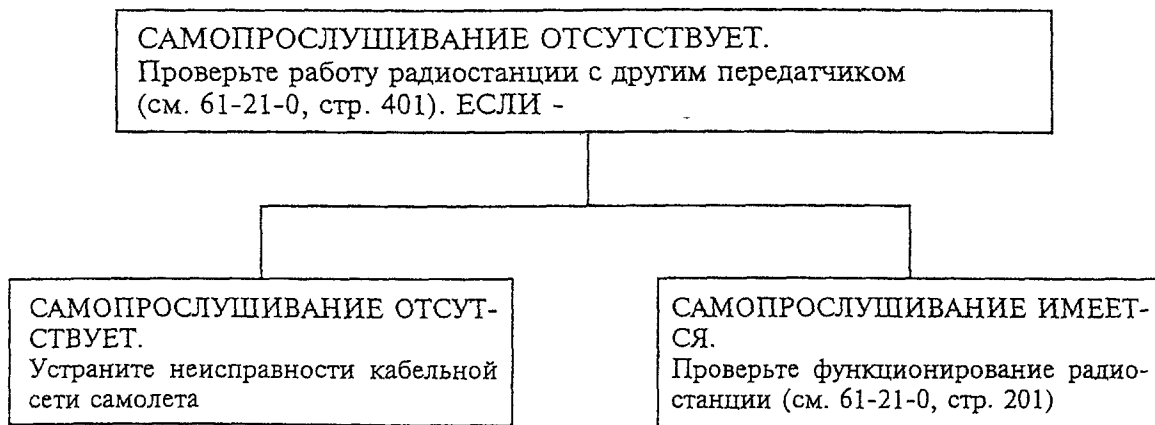 САМОПРОСЛУШИВАНИЕ ОТСУТСТВУЕТ.
Проверьте работу радиостанции с другим передатчиком
(см. 61-21-0, стр. 401). ЕСЛИ -
САМОПРОСЛУШИВАНИЕ ОТСУТ-
СТВУЕТ.
Устраните неисправности кабельной
сети самолета
САМОПРОСЛУШИВАНИЕ ИМЕЕТ-
СЯ.
Проверьте функционирование радио-
станции (см. 61-21-0, стр. 201)